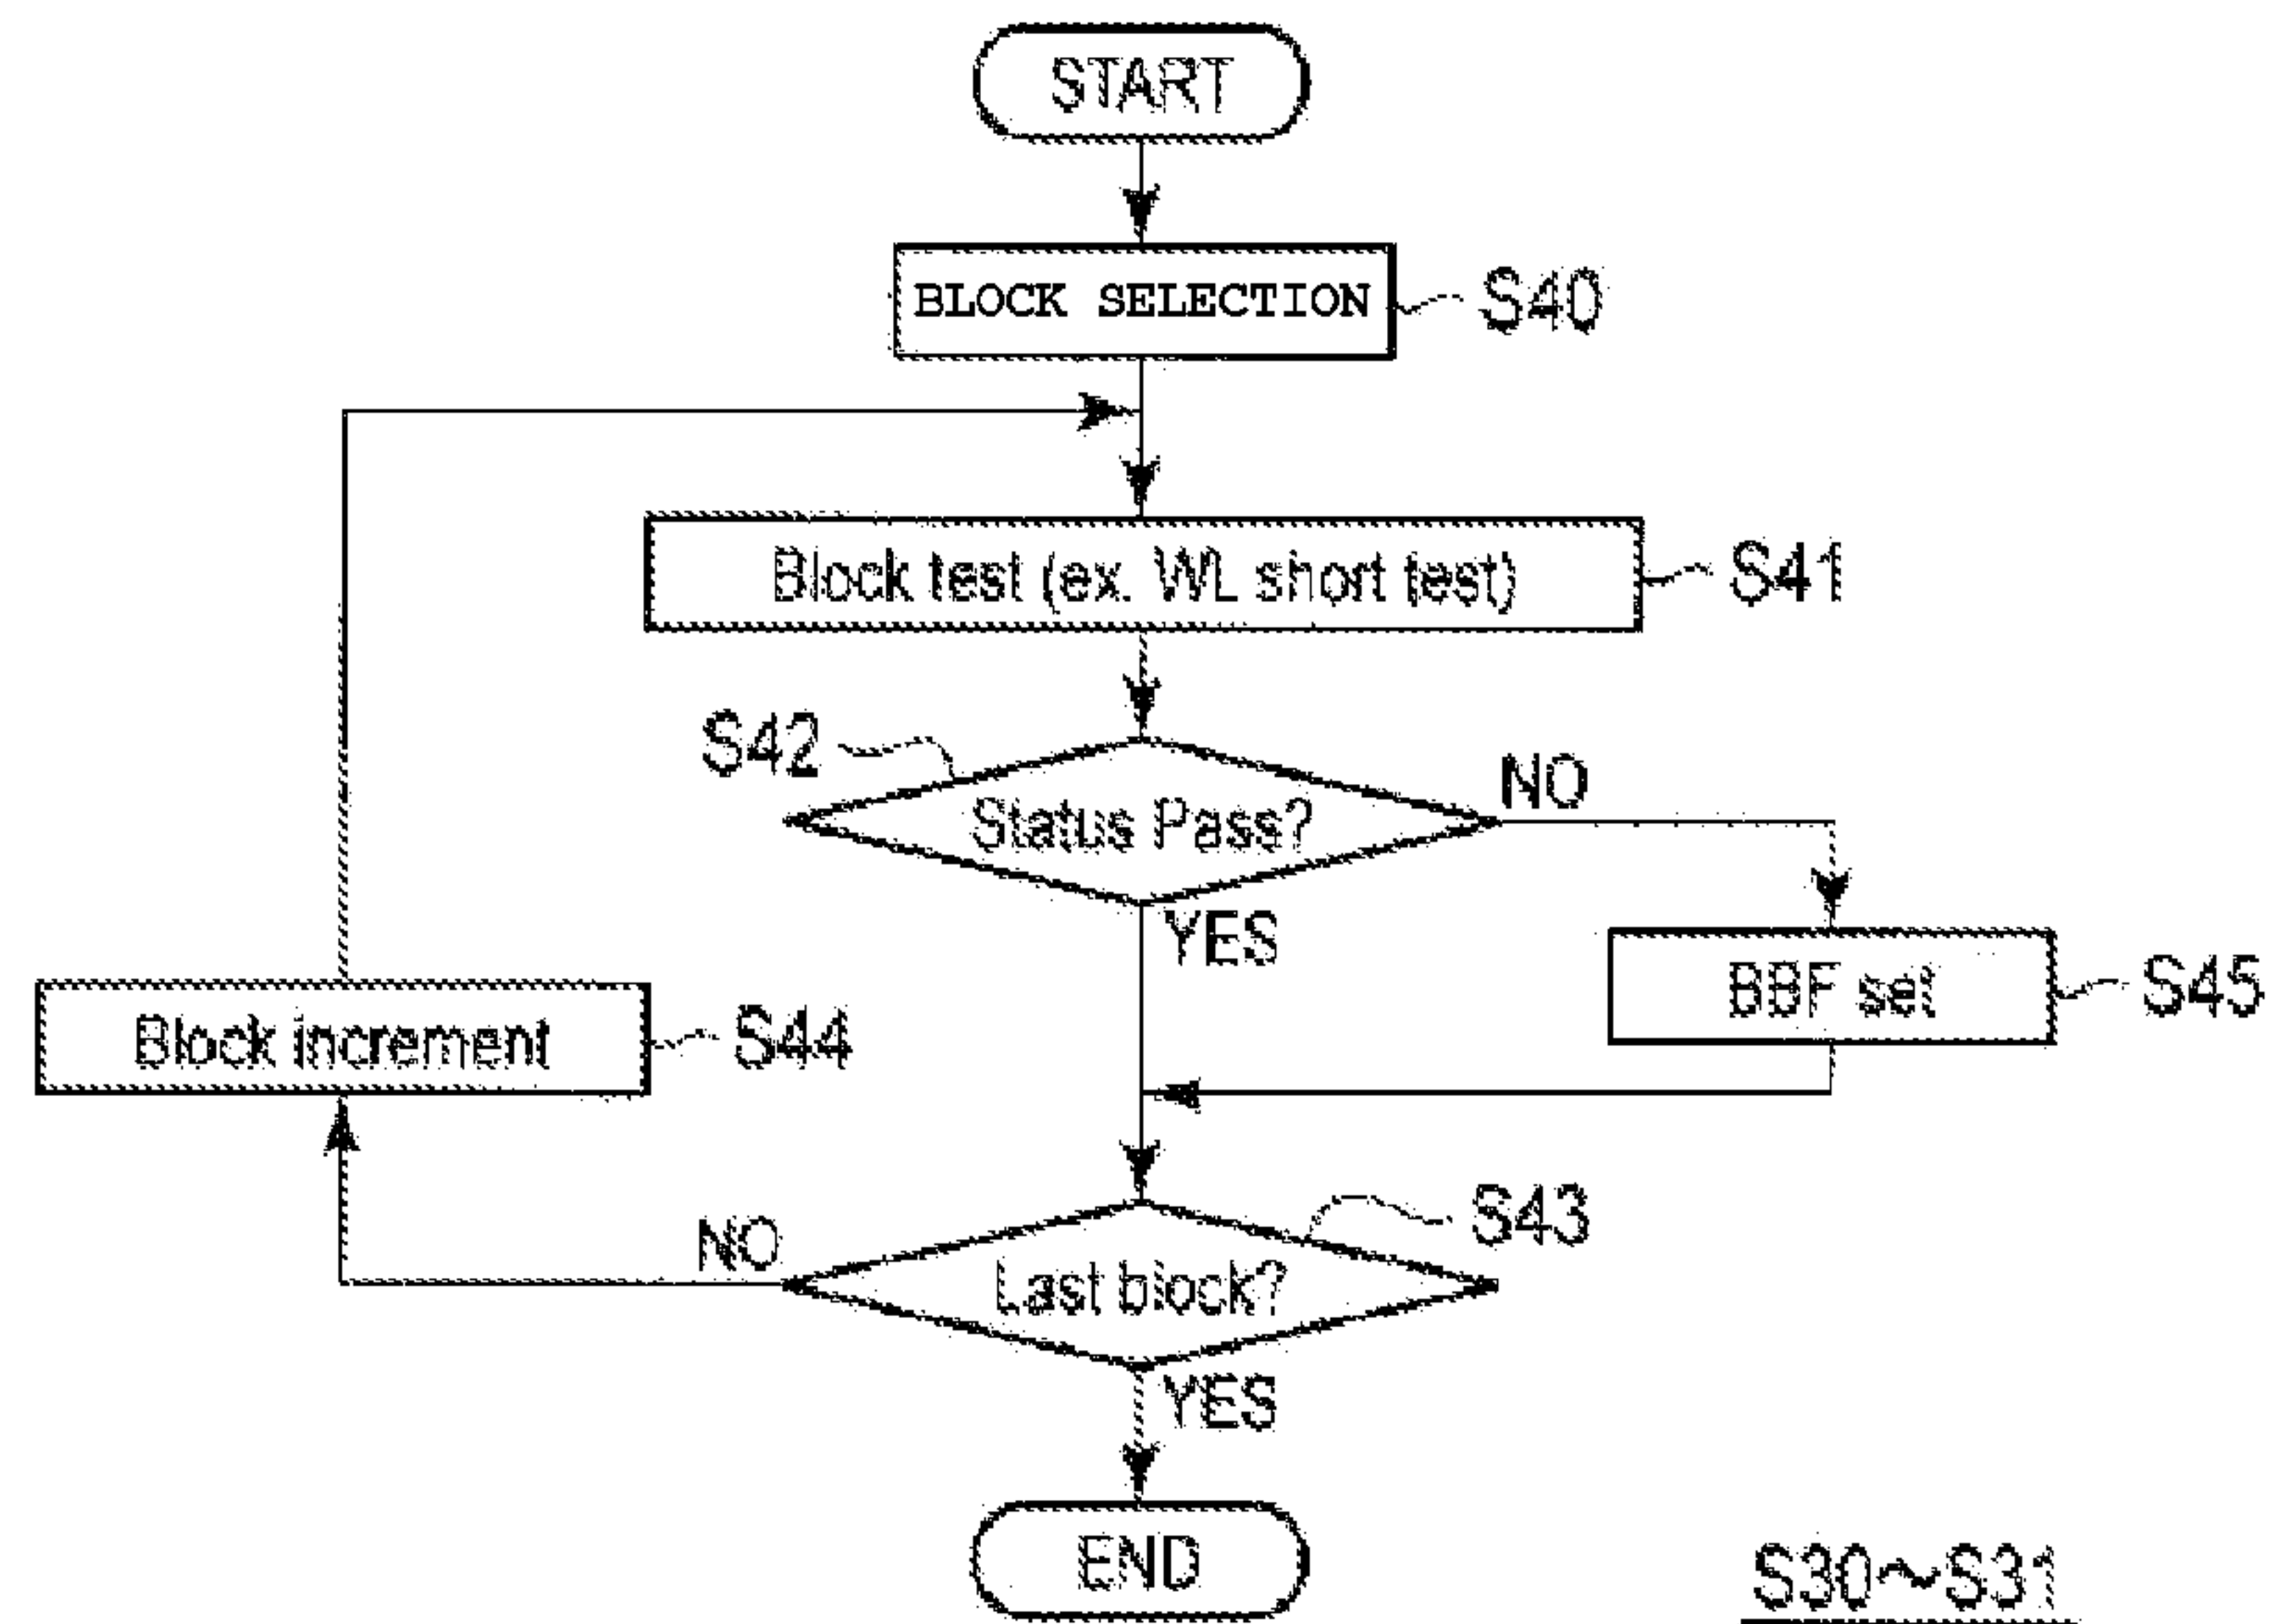 START
BLOCK SELECTION
S40
Block test (ex. WL short test)
S41
S42
Status Pass?
NO
YES
BBF set
S45
Block increment
S44
S43
NO
Last block?
YES
END
S30~S31